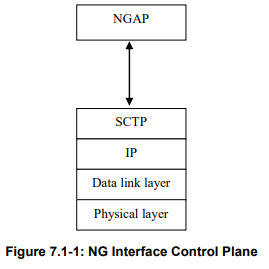 NGAP
SCTP
IP
Data link layer
Physical layer
Figure 7.1-1: NG Interface Control Plane